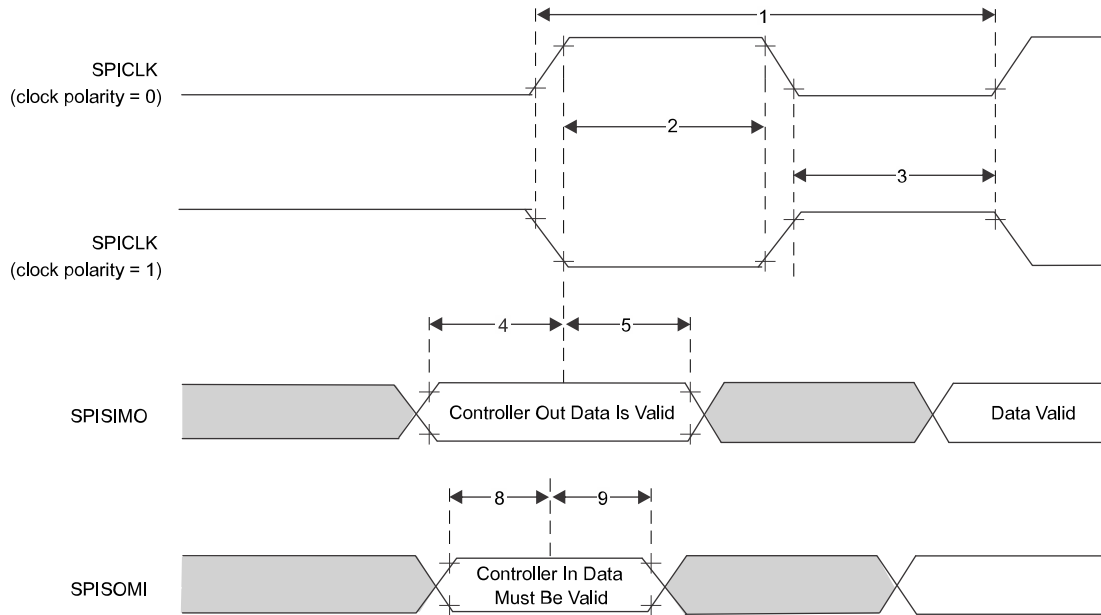 1
SPICLK
(clock polarity = 0)
2
3
SPICLK
(clock polarity = 1)
4
5
SPISIMO
Controller Out Data Is Valid
Data Valid
8
9
SPISOMI
Controller In Data
Must Be Valid